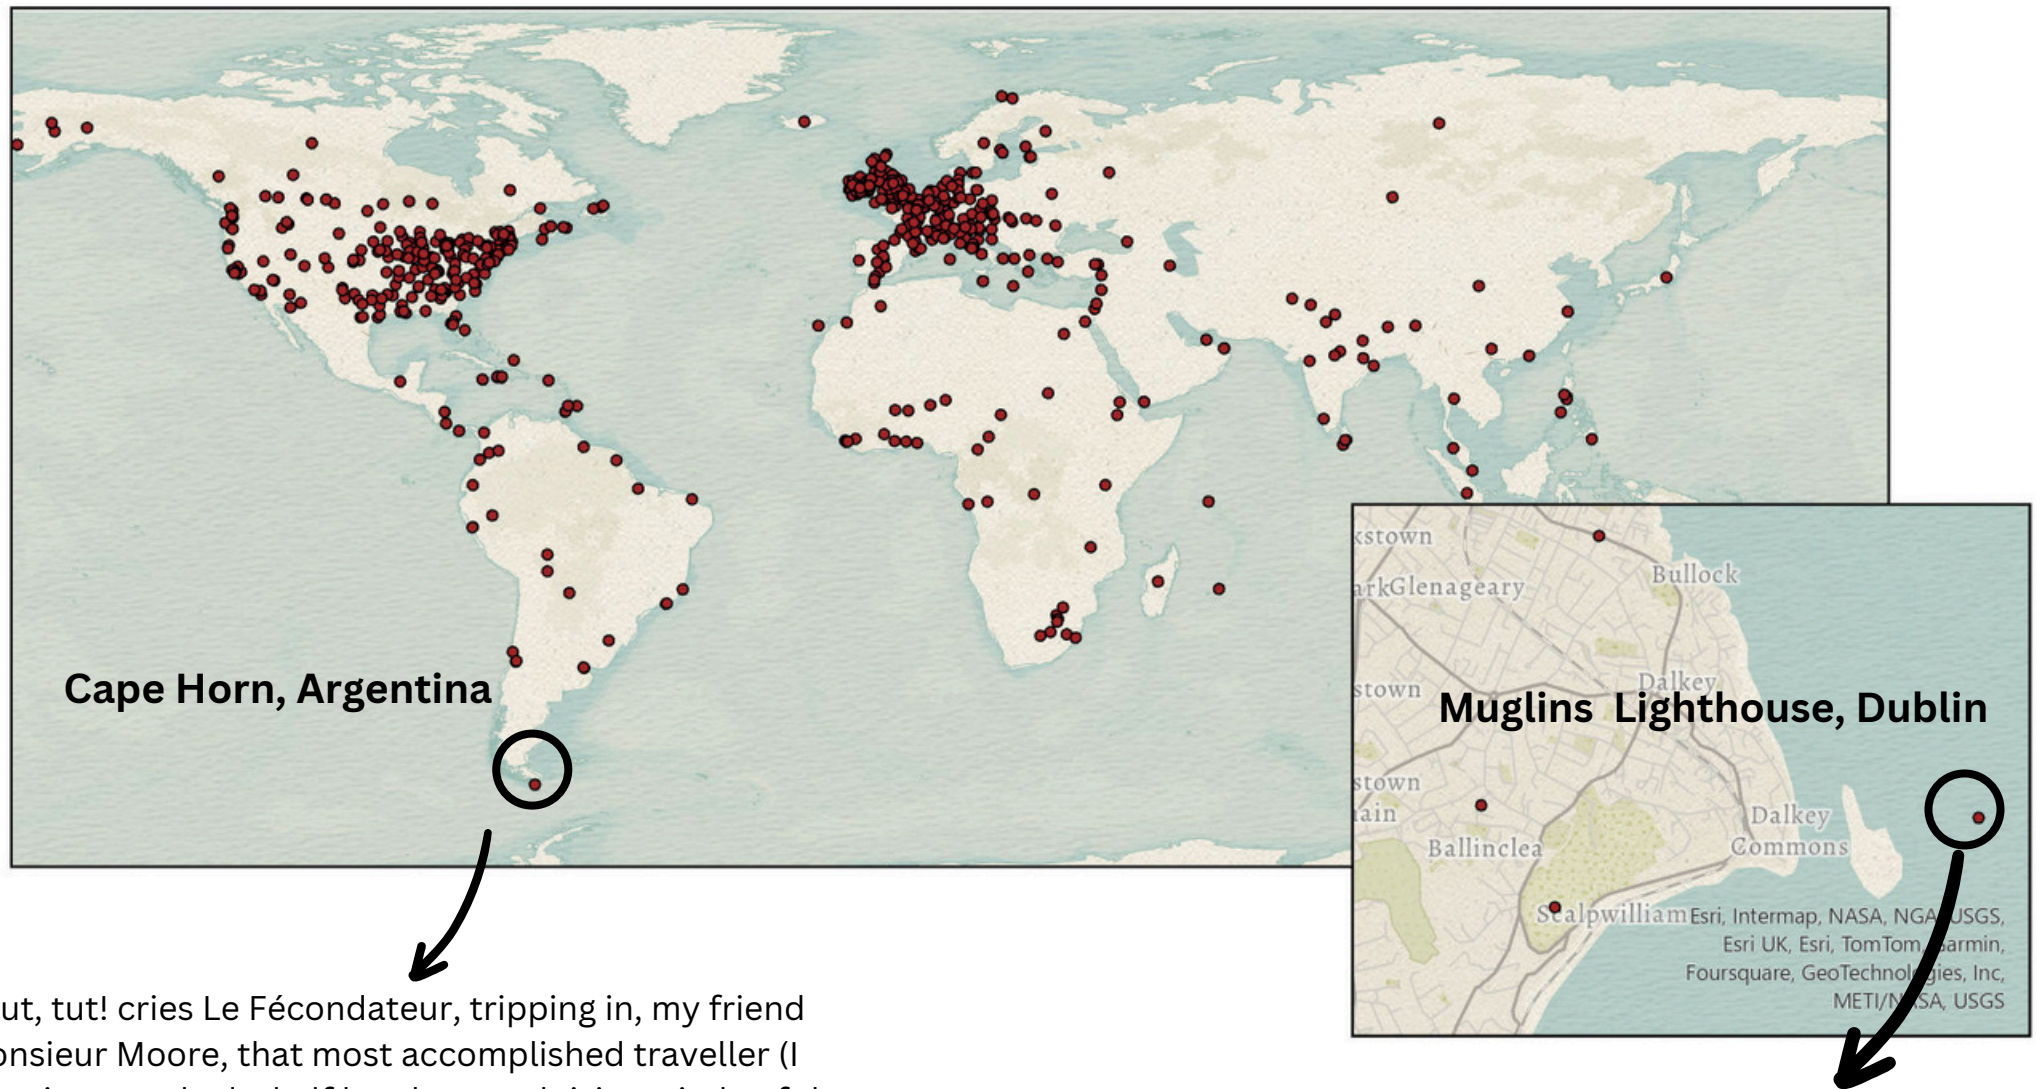 Cape Horn, Argentina
kstown
Bullock
arkGlenageary
stown
Dalkey
Muglins Lighthouse, Dublin
stown
ain
Dalkey
Commons
Ballinclea
Scalpwilliam
Esri, Intermap, NASA, NGA, USGS,
Esri UK, Esri, TomTom, Garmin,
Foursquare, GeoTechnologies, Inc,
METI/NASA, USGS
ut, tut! cries Le Fécondateur, tripping in, my friend
onsieur Moore, that most accomplished traveller (I